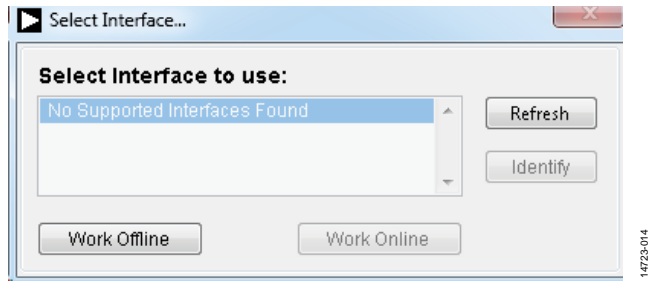 Select Interface...
Select Interface to use:
No Supported Interfaces Found
Refresh
Identify
Work Offline
Work Online
14723-014